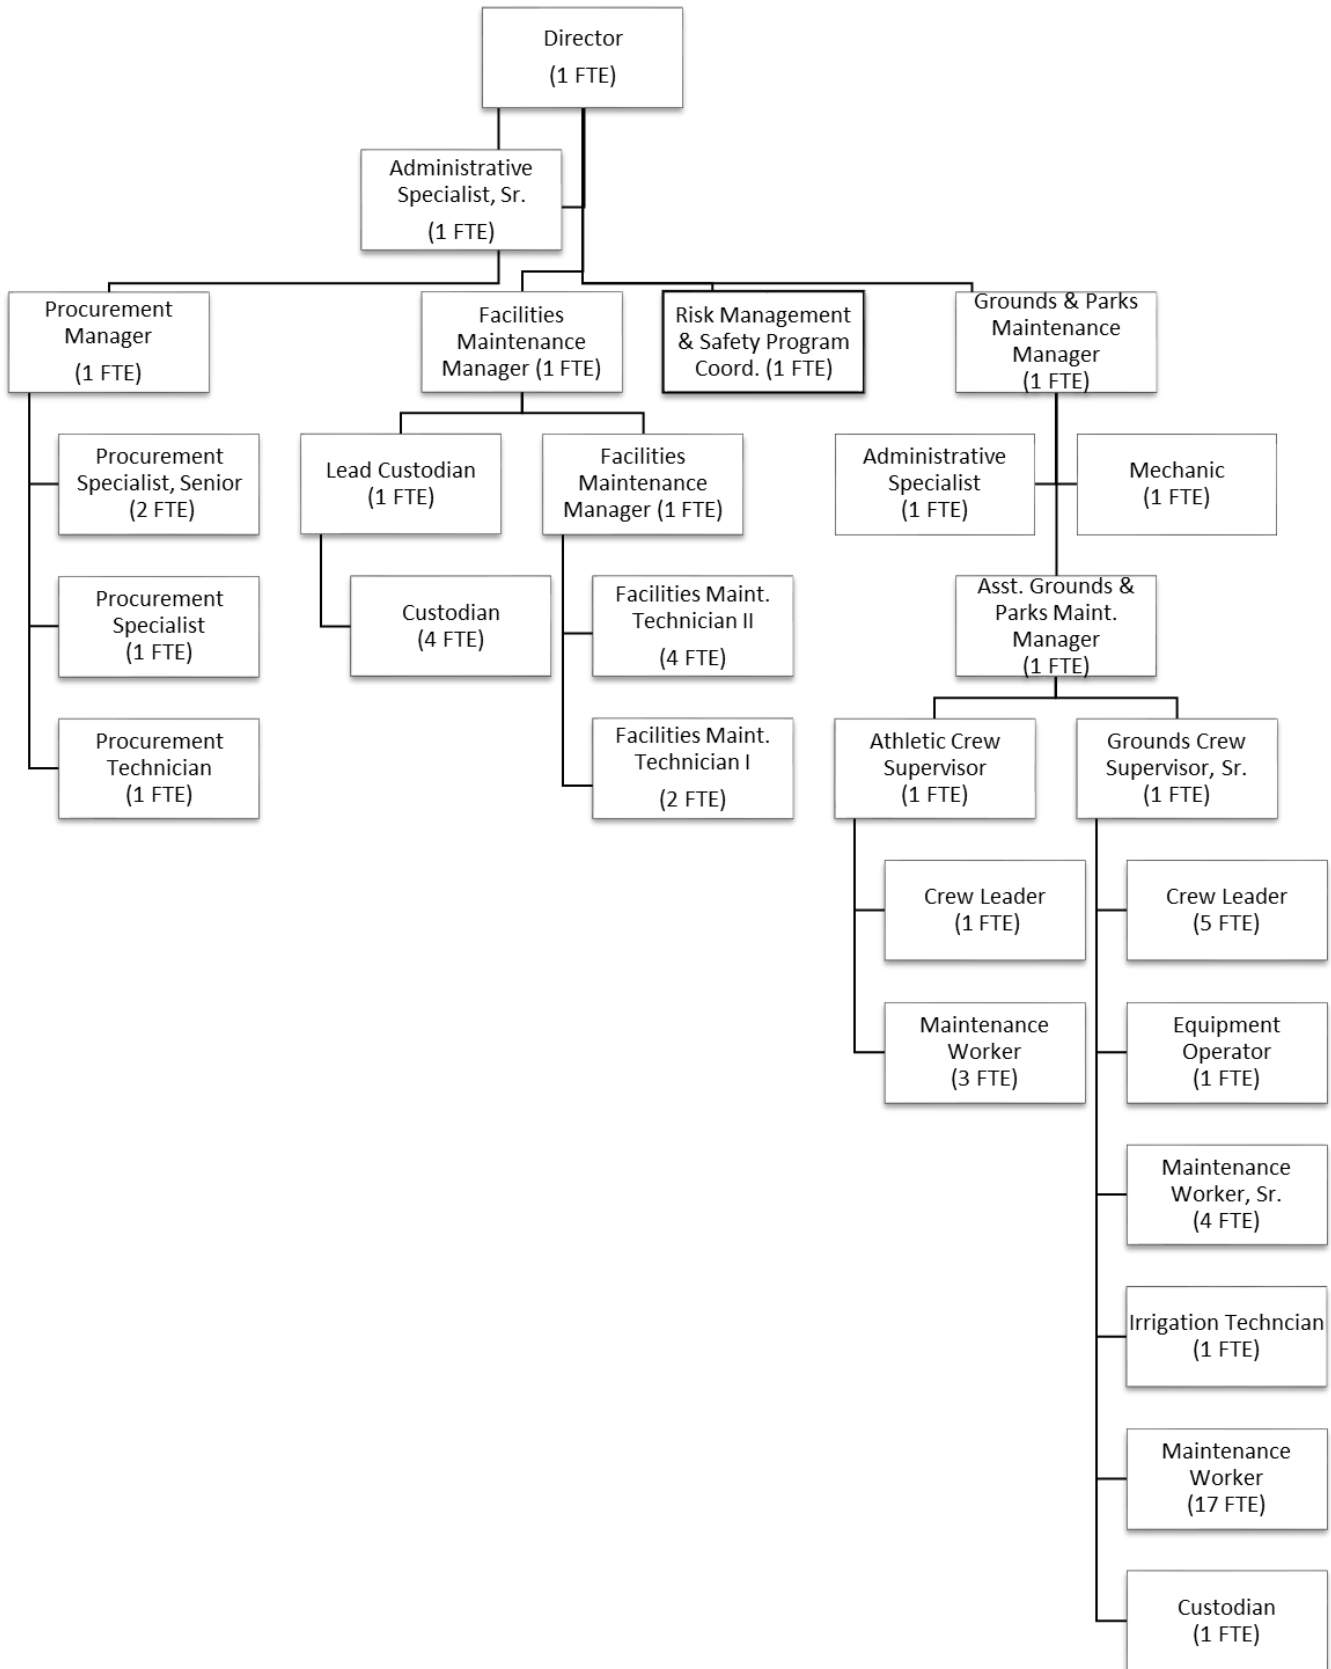 Director
(1 FTE)
Administrative
Specialist, Sr.
(1 FTE)
Procurement
Manager
(1 FTE)
Facilities
Maintenance
Manager (1 FTE)
Risk Management
& Safety Program
Coord. (1 FTE)
Grounds & Parks
Maintenance
Manager
(1 FTE)
Procurement
Specialist, Senior
(2 FTE)
Lead Custodian
(1 FTE)
Facilities
Maintenance
Manager (1 FTE)
Administrative
Specialist
(1 FTE)
Mechanic
(1 FTE)
Procurement
Specialist
(1 FTE)
Custodian
(4 FTE)
Facilities Maint.
Technician II
(4 FTE)
Asst. Grounds &
Parks Maint.
Manager
(1 FTE)
Procurement
Technician
(1 FTE)
Facilities Maint.
Technician I
(2 FTE)
Athletic Crew
Supervisor
(1 FTE)
Grounds Crew
Supervisor, Sr.
(1 FTE)
Crew Leader
(1 FTE)
Crew Leader
(5 FTE)
Maintenance
Worker
(3 FTE)
Equipment
Operator
(1 FTE)
Maintenance
Worker, Sr.
(4 FTE)
Irrigation Techncian
(1 FTE)
Maintenance
Worker
(17 FTE)
Custodian
(1 FTE)